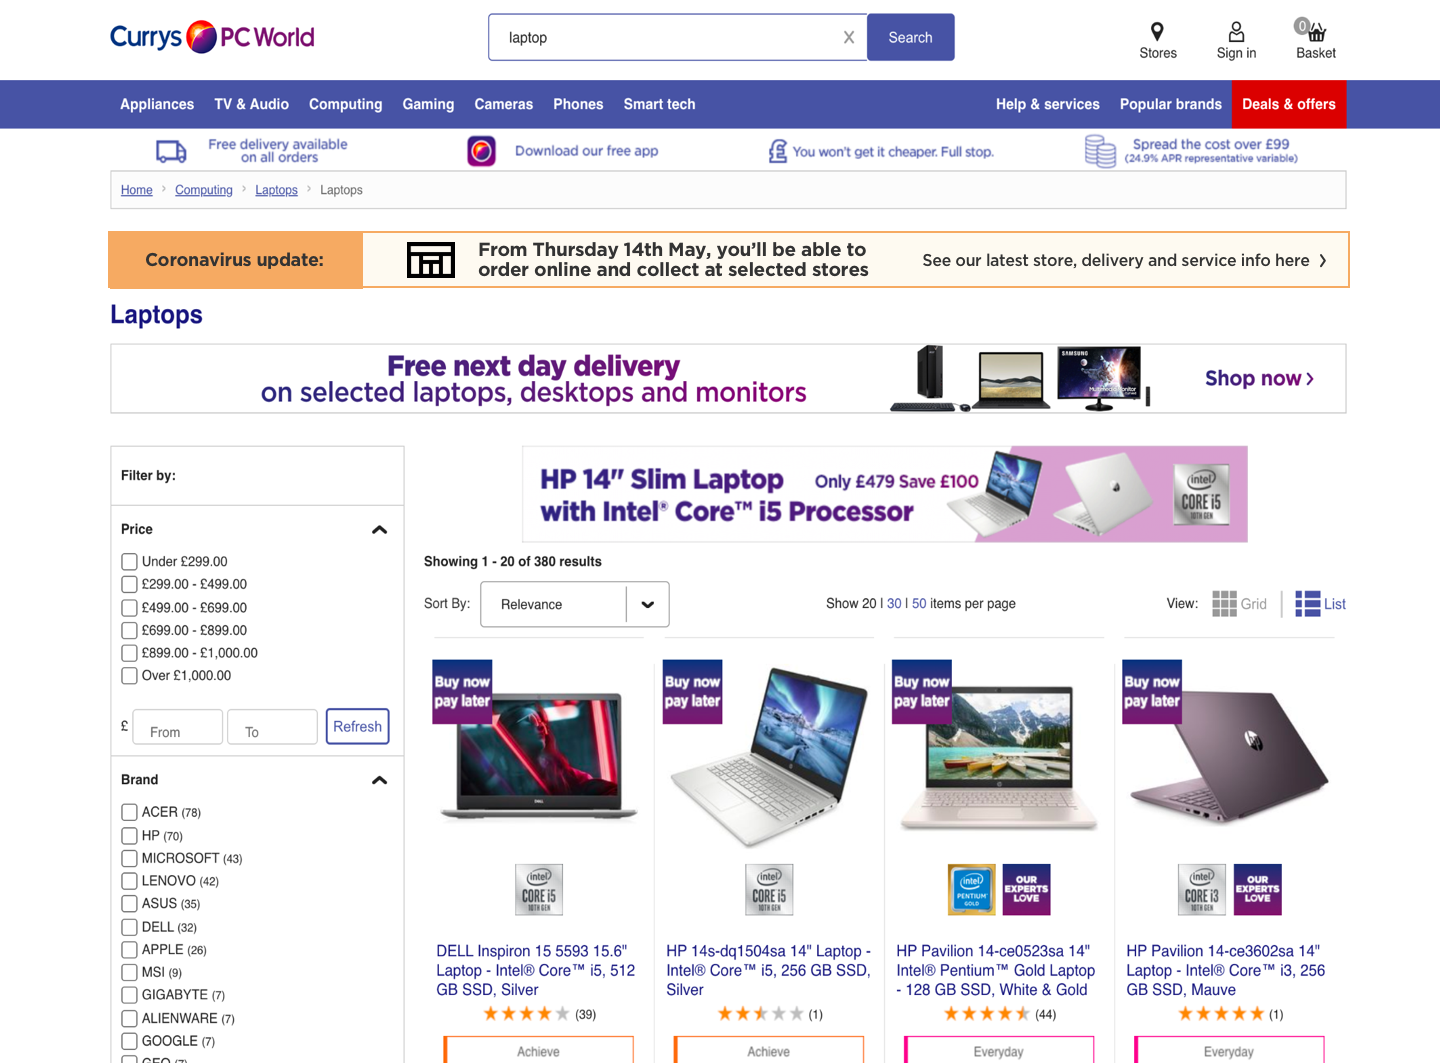 Currys PC World
laptop
X
Search
Stores
Sign in
0
Basket
Appliances
TV & Audio
Computing
Gaming
Cameras
Phones
Smart tech
Help & services
Popular brands
Deals & offers
Free delivery available
on all orders
Download our free app
You won't get it cheaper. Full stop.
Spread the cost over £99
(24.9% APR representative variable)
Home
Computing
Laptops
Laptops
Coronavirus update:
From Thursday 14th May, you'll be able to
order online and collect at selected stores
See our latest store, delivery and service info here
Laptops
Free next day delivery
on selected laptops, desktops and monitors
SAMSUNG
Multimedia Monitor
Shop now
Filter by:
Price
Under £299.00
£299.00 - £499.00
£499.00 - £699.00
£699.00 - £899.00
£899.00 - £1,000.00
Over £1,000.00
£
From
To
Refresh
Brand
ACER (78)
HP (70)
MICROSOFT (43)
LENOVO (42)
ASUS (35)
DELL (32)
APPLE (26)
MSI (9)
GIGABYTE (7)
ALIENWARE (7)
GOOGLE (7)
HP 14" Slim Laptop
with Intel® Core™ i5 Processor
Only £479 Save £100
intel
CORE i5
10TH GEN
Showing 1 - 20 of 380 results
Sort By:
Relevance
Show 20 | 30 | 50 items per page
View:
Grid
List
Buy now
pay later
DELL
intel
CORE i5
10TH GEN
DELL Inspiron 15 5593 15.6"
Laptop - Intel® Core™ i5, 512
GB SSD, Silver
(39)
Achieve
Buy now
pay later
intel
CORE i5
10TH GEN
HP 14s-dq1504sa 14" Laptop -
Intel® Core™ i5, 256 GB SSD,
Silver
(1)
Achieve
Buy now
pay later
intel
PENTIUM
GOLD
OUR
EXPERTS
LOVE
HP Pavilion 14-ce0523sa 14"
Intel® Pentium™ Gold Laptop
- 128 GB SSD, White & Gold
(44)
Everyday
Buy now
pay later
hp
intel
CORE i3
10TH GEN
OUR
EXPERTS
LOVE
HP Pavilion 14-ce3602sa 14"
Laptop - Intel® Core™ i3, 256
GB SSD, Mauve
(1)
Everyday